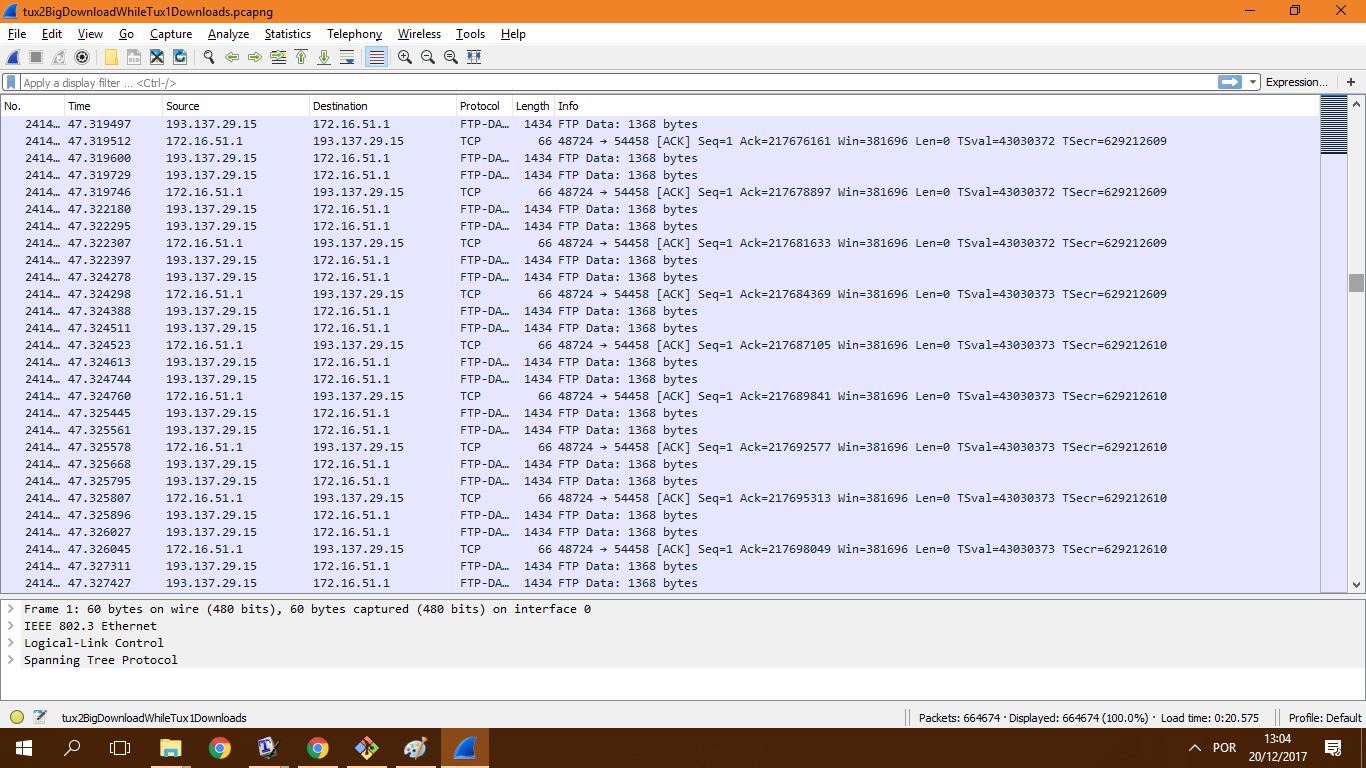 tux2BigDownloadWhileTux1Downloads.pcapng
File Edit View Go Capture Analyze Statistics Telephony Wireless Tools Help
Apply a display filter ... <Ctrl-/> Expression... +
No. Time Source Destination Protocol Length Info
2414… 47.319497 193.137.29.15 172.16.51.1 FTP-DA… 1434 FTP Data: 1368 bytes
2414… 47.319512 172.16.51.1 193.137.29.15 TCP 66 48724 → 54458 [ACK] Seq=1 Ack=217676161 Win=381696 Len=0 TSval=43030372 TSecr=629212609
2414… 47.319600 193.137.29.15 172.16.51.1 FTP-DA… 1434 FTP Data: 1368 bytes
2414… 47.319729 193.137.29.15 172.16.51.1 FTP-DA… 1434 FTP Data: 1368 bytes
2414… 47.319746 172.16.51.1 193.137.29.15 TCP 66 48724 → 54458 [ACK] Seq=1 Ack=217678897 Win=381696 Len=0 TSval=43030372 TSecr=629212609
2414… 47.322180 193.137.29.15 172.16.51.1 FTP-DA… 1434 FTP Data: 1368 bytes
2414… 47.322295 193.137.29.15 172.16.51.1 FTP-DA… 1434 FTP Data: 1368 bytes
2414… 47.322307 172.16.51.1 193.137.29.15 TCP 66 48724 → 54458 [ACK] Seq=1 Ack=217681633 Win=381696 Len=0 TSval=43030372 TSecr=629212609
2414… 47.322397 193.137.29.15 172.16.51.1 FTP-DA… 1434 FTP Data: 1368 bytes
2414… 47.324278 193.137.29.15 172.16.51.1 FTP-DA… 1434 FTP Data: 1368 bytes
2414… 47.324298 172.16.51.1 193.137.29.15 TCP 66 48724 → 54458 [ACK] Seq=1 Ack=217684369 Win=381696 Len=0 TSval=43030373 TSecr=629212609
2414… 47.324388 193.137.29.15 172.16.51.1 FTP-DA… 1434 FTP Data: 1368 bytes
2414… 47.324511 193.137.29.15 172.16.51.1 FTP-DA… 1434 FTP Data: 1368 bytes
2414… 47.324523 172.16.51.1 193.137.29.15 TCP 66 48724 → 54458 [ACK] Seq=1 Ack=217687105 Win=381696 Len=0 TSval=43030373 TSecr=629212610
2414… 47.324613 193.137.29.15 172.16.51.1 FTP-DA… 1434 FTP Data: 1368 bytes
2414… 47.324744 193.137.29.15 172.16.51.1 FTP-DA… 1434 FTP Data: 1368 bytes
2414… 47.324760 172.16.51.1 193.137.29.15 TCP 66 48724 → 54458 [ACK] Seq=1 Ack=217689841 Win=381696 Len=0 TSval=43030373 TSecr=629212610
2414… 47.325445 193.137.29.15 172.16.51.1 FTP-DA… 1434 FTP Data: 1368 bytes
2414… 47.325561 193.137.29.15 172.16.51.1 FTP-DA… 1434 FTP Data: 1368 bytes
2414… 47.325578 172.16.51.1 193.137.29.15 TCP 66 48724 → 54458 [ACK] Seq=1 Ack=217692577 Win=381696 Len=0 TSval=43030373 TSecr=629212610
2414… 47.325668 193.137.29.15 172.16.51.1 FTP-DA… 1434 FTP Data: 1368 bytes
2414… 47.325795 193.137.29.15 172.16.51.1 FTP-DA… 1434 FTP Data: 1368 bytes
2414… 47.325807 172.16.51.1 193.137.29.15 TCP 66 48724 → 54458 [ACK] Seq=1 Ack=217695313 Win=381696 Len=0 TSval=43030373 TSecr=629212610
2414… 47.325896 193.137.29.15 172.16.51.1 FTP-DA… 1434 FTP Data: 1368 bytes
2414… 47.326027 193.137.29.15 172.16.51.1 FTP-DA… 1434 FTP Data: 1368 bytes
2414… 47.326045 172.16.51.1 193.137.29.15 TCP 66 48724 → 54458 [ACK] Seq=1 Ack=217698049 Win=381696 Len=0 TSval=43030373 TSecr=629212610
2414… 47.327311 193.137.29.15 172.16.51.1 FTP-DA… 1434 FTP Data: 1368 bytes
2414… 47.327427 193.137.29.15 172.16.51.1 FTP-DA… 1434 FTP Data: 1368 bytes
Frame 1: 60 bytes on wire (480 bits), 60 bytes captured (480 bits) on interface 0
IEEE 802.3 Ethernet
Logical-Link Control
Spanning Tree Protocol
tux2BigDownloadWhileTux1Downloads Packets: 664674 · Displayed: 664674 (100.0%) · Load time: 0:20.575 Profile: Default
POR 13:04
20/12/2017